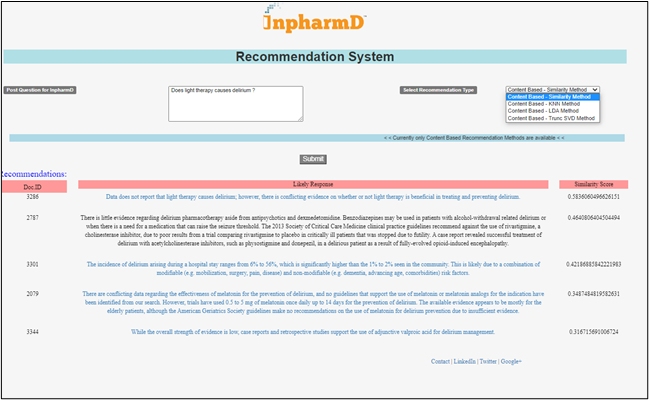 InpharmD™
Recommendation System
Post Question for InpharmD
Does light therapy causes delirium ?
Select Recommendation Type
Content Based - Similarity Method
Content Based - Similarity Method
Content Based - KNN Method
Content Based - LDA Method
Content Based - Trunc SVD Method
< < Currently only Content Based Recommendation Methods are available < <
Submit
Recommendations:
Doc.ID Likely Response Similarity Score
3286 Data does not report that light therapy causes delirium; however, there is conflicting evidence on whether or not light therapy is beneficial in treating and preventing delirium. 0.5836060496626151
2787 There is little evidence regarding delirium pharmacotherapy aside from antipsychotics and dexmedetomidine. Benzodiazepines may be used in patients with alcohol-withdrawal related delirium or 0.4640806404504494
when there is a need for a medication that can raise the seizure threshold. The 2013 Society of Critical Care Medicine clinical practice guidelines recommend against the use of rivastigmine, a
cholinesterase inhibitor, due to poor results from a trial comparing rivastigmine to placebo in critically ill patients that was stopped due to futility. A case report revealed successful treatment of
delirium with acetylcholinesterase inhibitors, such as physostigmine and donepezil, in a delirious patient as a result of fully-evolved opioid-induced encephalopathy.
3301 The incidence of delirium arising during a hospital stay ranges from 6% to 56%, which is significantly higher than the 1% to 2% seen in the community. This is likely due to a combination of 0.42186885842221983
modifiable (e.g. mobilization, surgery, pain, disease) and non-modifiable (e.g. dementia, advancing age, comorbidities) risk factors.
2079 There are conflicting data regarding the effectiveness of melatonin for the prevention of delirium, and no guidelines that support the use of melatonin or melatonin analogs for the indication have 0.3487484819582631
been identified from our search. However, trials have used 0.5 to 5 mg of melatonin once daily up to 14 days for the prevention of delirium. The available evidence appears to be mostly for the
elderly patients, although the American Geriatrics Society guidelines make no recommendations on the use of melatonin for delirium prevention due to insufficient evidence.
3344 While the overall strength of evidence is low, case reports and retrospective studies support the use of adjunctive valproic acid for delirium management. 0.316715691006724
Contact | LinkedIn | Twitter | Google+